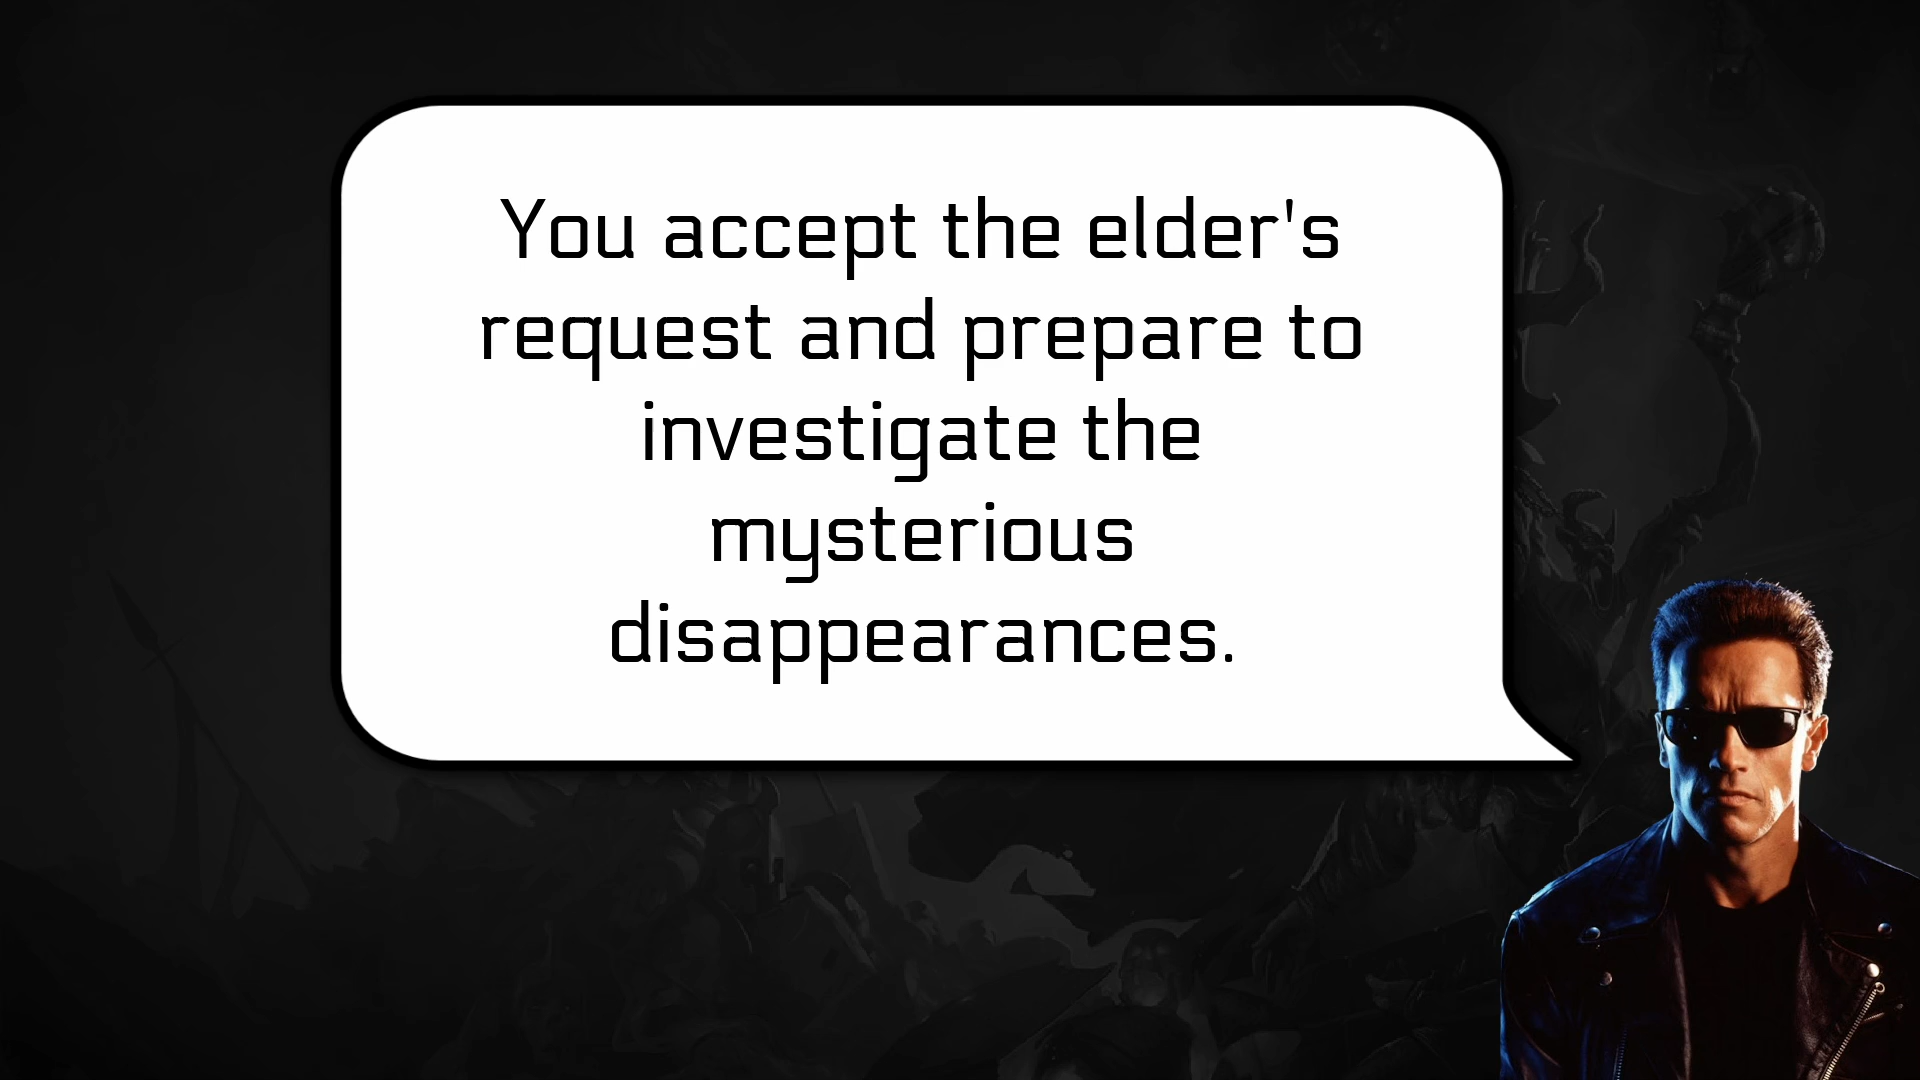 You accept the elder's
request and prepare to
investigate the
mysterious
disappearances.